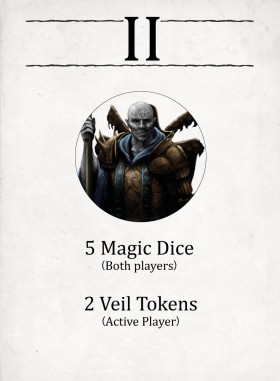 II
5 Magic Dice
(Both players)
2 Veil Tokens
(Active Player)